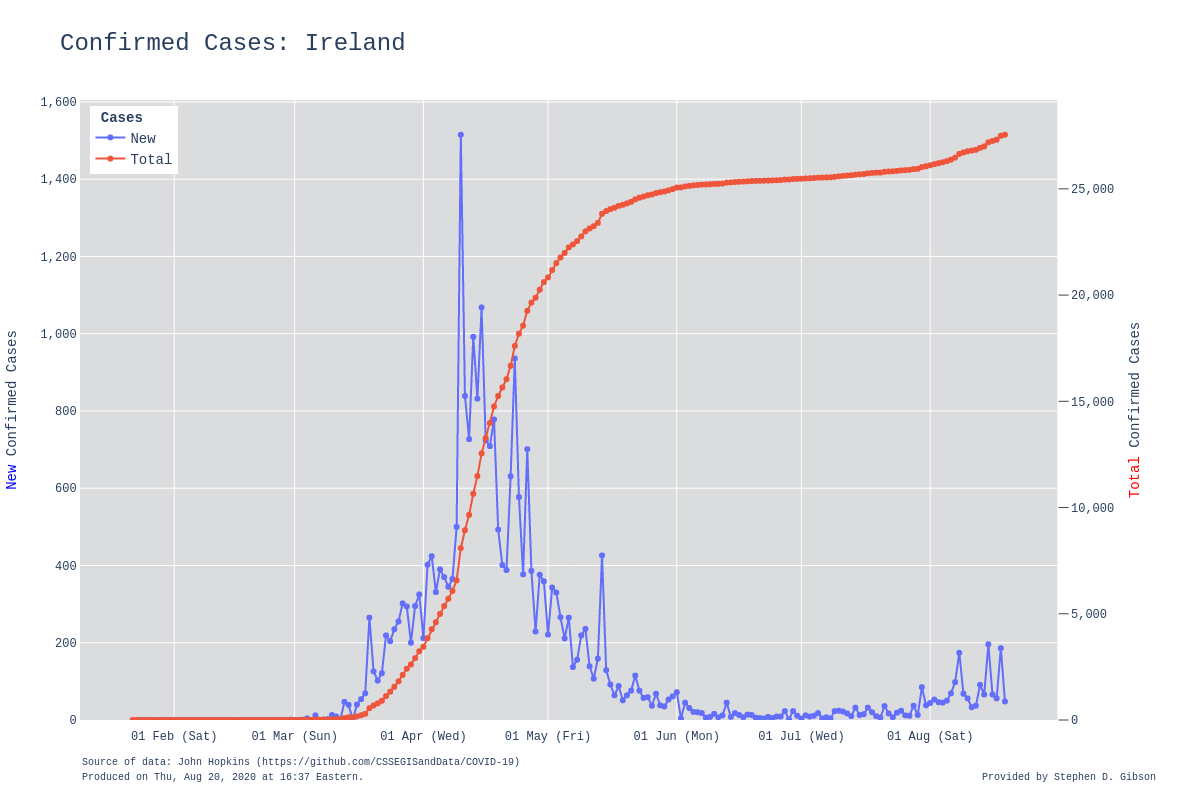 Confirmed Cases: Ireland
Cases
New
Total
1,600
1,400
1,200
1,000
800
600
400
200
0
New Confirmed Cases
25,000
20,000
15,000
10,000
5,000
0
Total Confirmed Cases
01 Feb (Sat) 01 Mar (Sun) 01 Apr (Wed) 01 May (Fri) 01 Jun (Mon) 01 Jul (Wed) 01 Aug (Sat)
Source of data: John Hopkins (https://github.com/CSSEGISandData/COVID-19)
Produced on Thu, Aug 20, 2020 at 16:37 Eastern.
Provided by Stephen D. Gibson